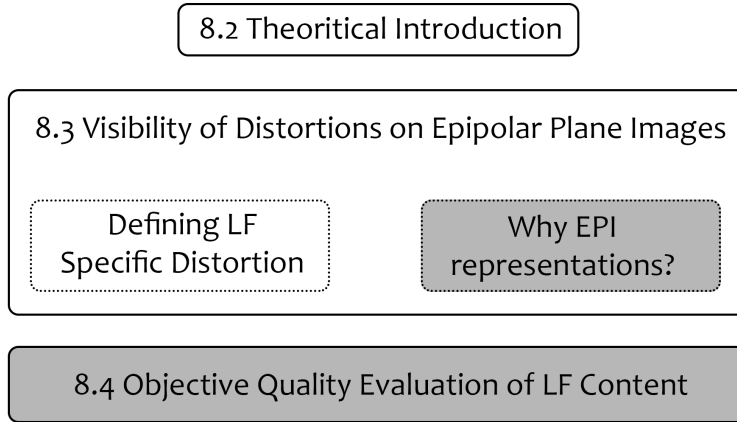 8.2 Theoritical Introduction
8.3 Visibility of Distortions on Epipolar Plane Images
Defining LF
Specific Distortion
Why EPI
representations?
8.4 Objective Quality Evaluation of LF Content